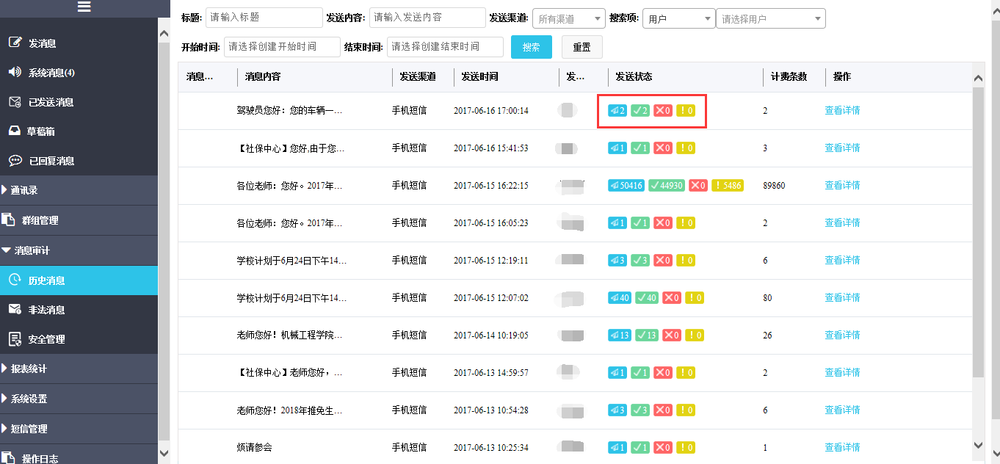 标题: 请输入标题 发送内容: 请输入发送内容 发送渠道: 所有渠道 搜索项: 用户 请选择用户
开始时间: 请选择创建开始时间 结束时间: 请选择创建结束时间 搜索 重置
发消息
系统消息(4)
已发送消息
草稿箱
已回复消息
通讯录
群组管理
消息审计
历史消息
非法消息
安全管理
报表统计
系统设置
短信管理
操作日志
消息... 消息内容 发送渠道 发送时间 发... 发送状态 计费条数 操作
驾驶员您好：您的车辆一... 手机短信 2017-06-16 17:00:14 2 2 0 0 2 查看详情
【社保中心】您好,由于您... 手机短信 2017-06-16 15:41:53 1 1 0 0 3 查看详情
各位老师：您好。2017年... 手机短信 2017-06-15 16:22:15 50416 44930 0 5486 89860 查看详情
各位老师：您好。2017年... 手机短信 2017-06-15 16:05:23 1 1 0 0 2 查看详情
学校计划于6月24日下午14... 手机短信 2017-06-15 12:19:11 3 3 0 0 6 查看详情
学校计划于6月24日下午14... 手机短信 2017-06-15 12:07:02 40 40 0 0 80 查看详情
老师您好！机械工程学院... 手机短信 2017-06-14 10:19:05 13 13 0 0 26 查看详情
【社保中心】老师您好，... 手机短信 2017-06-13 14:59:57 1 1 0 0 2 查看详情
老师您好！2018年推免生... 手机短信 2017-06-13 10:54:28 3 3 0 0 6 查看详情
烦请参会 手机短信 2017-06-13 10:25:34 1 1 0 0 1 查看详情